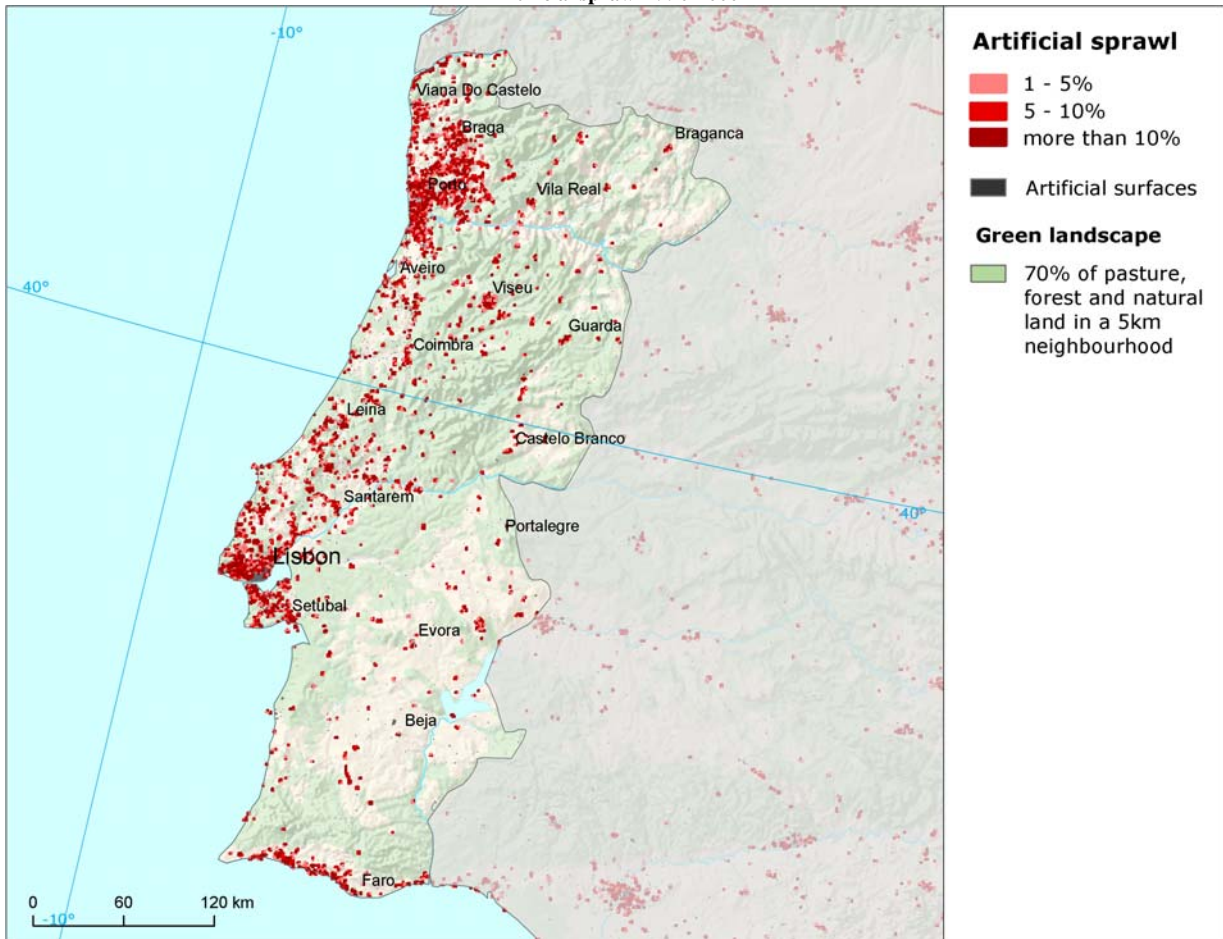 -10°
Viana Do Castelo
Braga
Braganca
Porto
Vila Real
Aveiro
40°
Viseu
Guarda
Coimbra
Leiria
Castelo Branco
Santarem
40°
Portalegre
Lisbon
Setubal
Evora
Beja
Faro
0 60 120 km
-10°
Artificial sprawl
1 - 5%
5 - 10%
more than 10%
Artificial surfaces
Green landscape
70% of pasture,
forest and natural
land in a 5km
neighbourhood